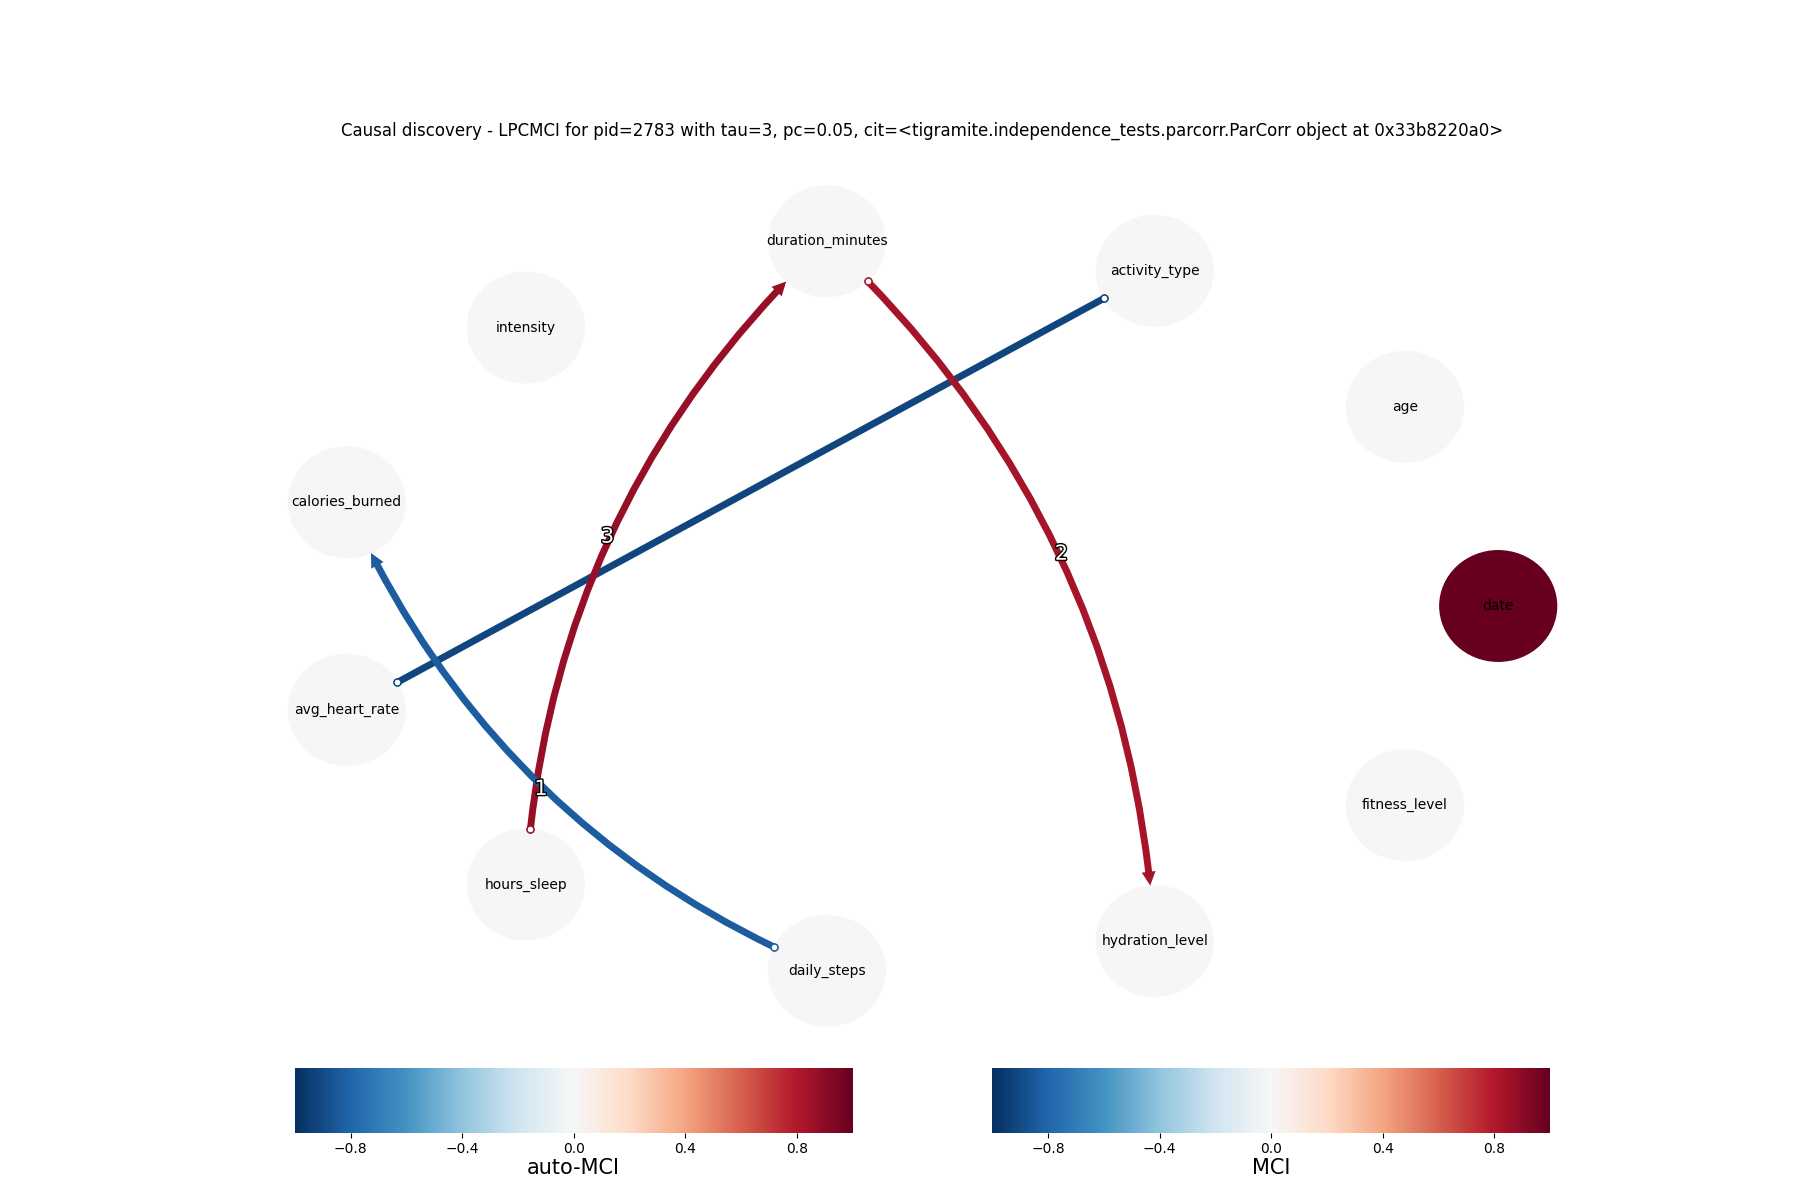 Causal discovery - LPCMCI for pid=2783 with tau=3, pc=0.05, cit=<tigramite.independence_tests.parcorr.ParCorr object at 0x33b8220a0>
duration_minutes
activity_type
intensity
age
calories_burned
3
2
date
avg_heart_rate
1
fitness_level
hours_sleep
hydration_level
daily_steps
−0.8 −0.4 0.0 0.4 0.8
auto-MCI
−0.8 −0.4 0.0 0.4 0.8
MCI